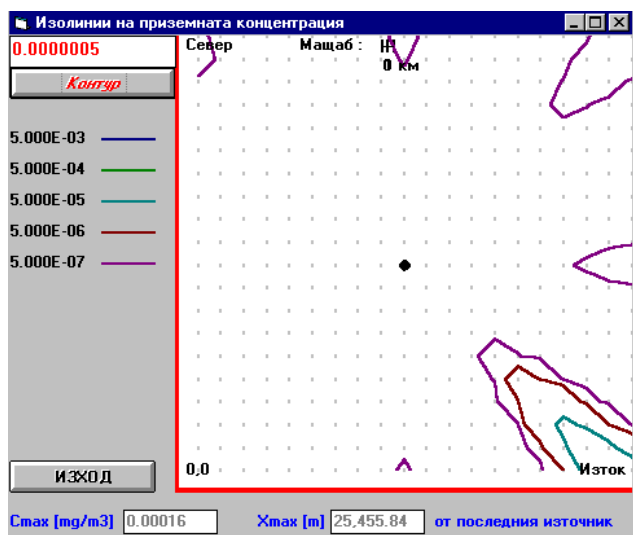 Изолинии на приземната концентрация
0.0000005
Север
Мащаб :
0 км
Контур
5.000E-03
5.000E-04
5.000E-05
5.000E-06
5.000E-07
ИЗХОД
0,0
Изток
Cmax [mg/m3] 0.00016 Xmax [m] 25,455.84 от последния източник